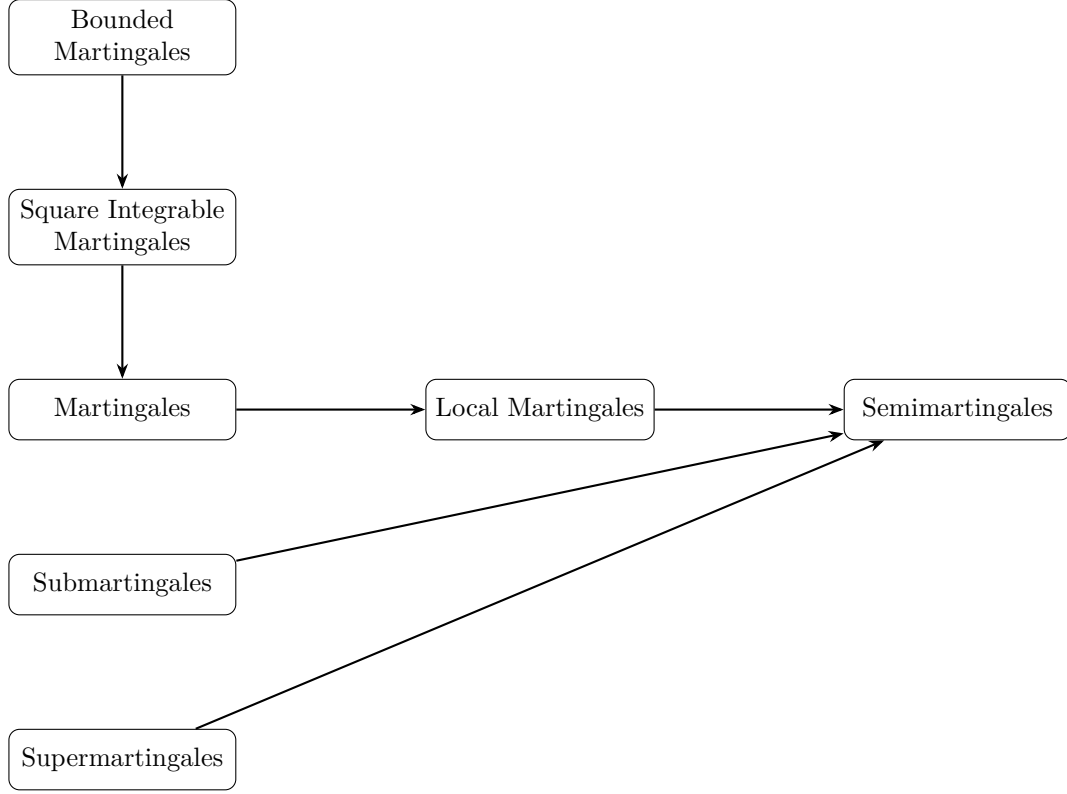 Bounded
Martingales
Square Integrable
Martingales
Martingales
Local Martingales
Semimartingales
Submartingales
Supermartingales